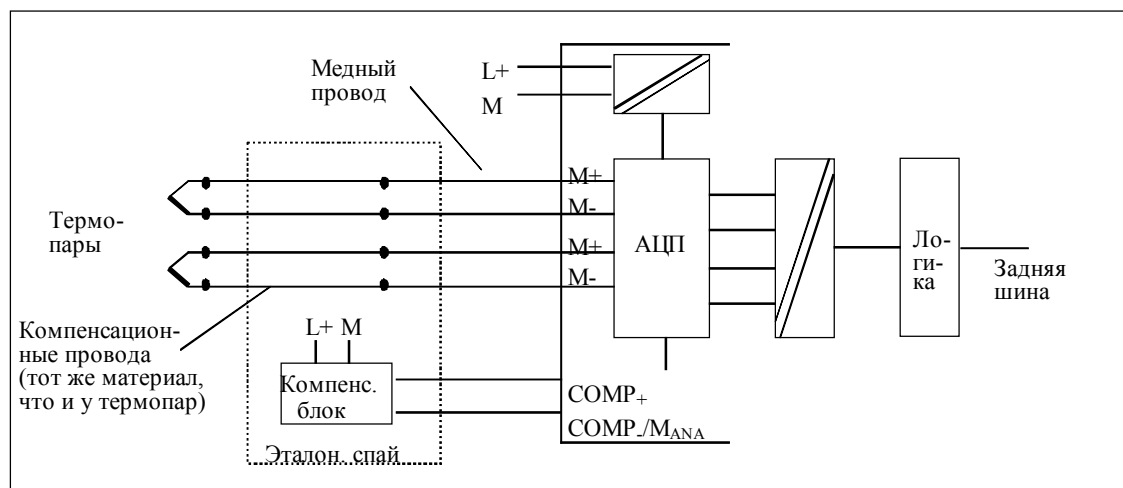 Медный
провод
L+
M
M+
M-
M+
M-
Термо-
пары
АЦП
Ло-
ги-
ка
Задняя
шина
Компенсацион-
ные провода
(тот же материал,
что и у термопар)
L+ M
Компенс.
блок
COMP+
COMP-/MANA
Эталон. спай